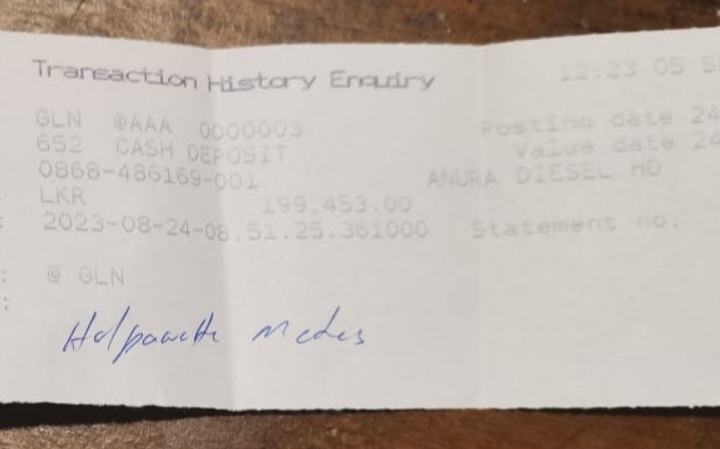 Transaction History Enquiry 12:23 05 S
GLN @AAA 0000003 Posting date 24
652 CASH DEPOSIT Value date 24
0868-486169-001 ANURA DIESEL HO
: LKR 199,453.00
: 2023-08-24-08.51.25.361000 Statement no.
: @ GLN
: